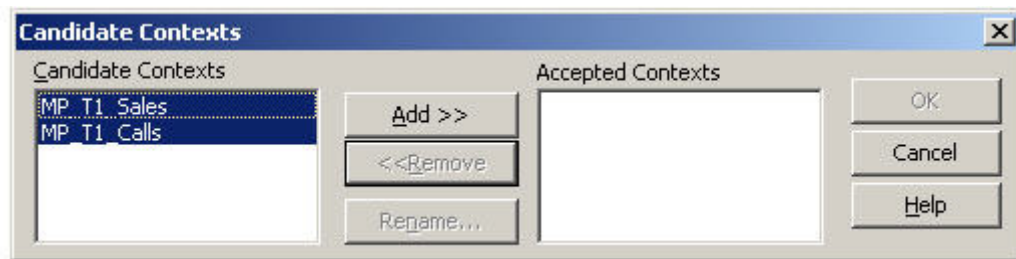 Candidate Contexts
Candidate Contexts
MP_T1_Sales
MP_T1_Calls
Add >>
<<Remove
Rename...
Accepted Contexts
OK
Cancel
Help